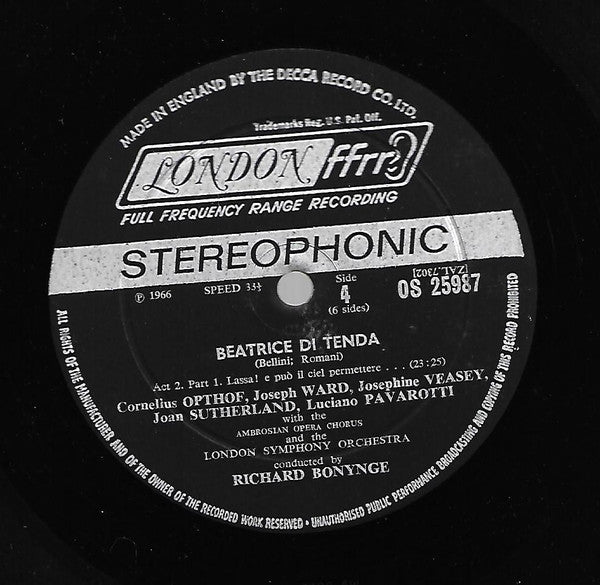 MADE IN ENGLAND BY THE DECCA RECORD CO. LTD.
Trademarks Reg. U.S. Pat. Off.
LONDON ffrr
FULL FREQUENCY RANGE RECORDING
STEREOPHONIC
[ZAL.7302]
℗ 1966 SPEED 33⅓ Side 4 (6 sides) OS 25987
BEATRICE DI TENDA
(Bellini; Romani)
Act 2. Part 1. Lassa! e può il ciel permettere . . . (23:25)
Cornelius OPTHOF, Joseph WARD, Josephine VEASEY,
Joan SUTHERLAND, Luciano PAVAROTTI
with the
AMBROSIAN OPERA CHORUS
and the
LONDON SYMPHONY ORCHESTRA
conducted by
RICHARD BONYNGE
ALL RIGHTS OF THE MANUFACTURER AND OF THE OWNER OF THE RECORDED WORK RESERVED • UNAUTHORISED PUBLIC PERFORMANCE BROADCASTING AND COPYING OF THIS RECORD PROHIBITED